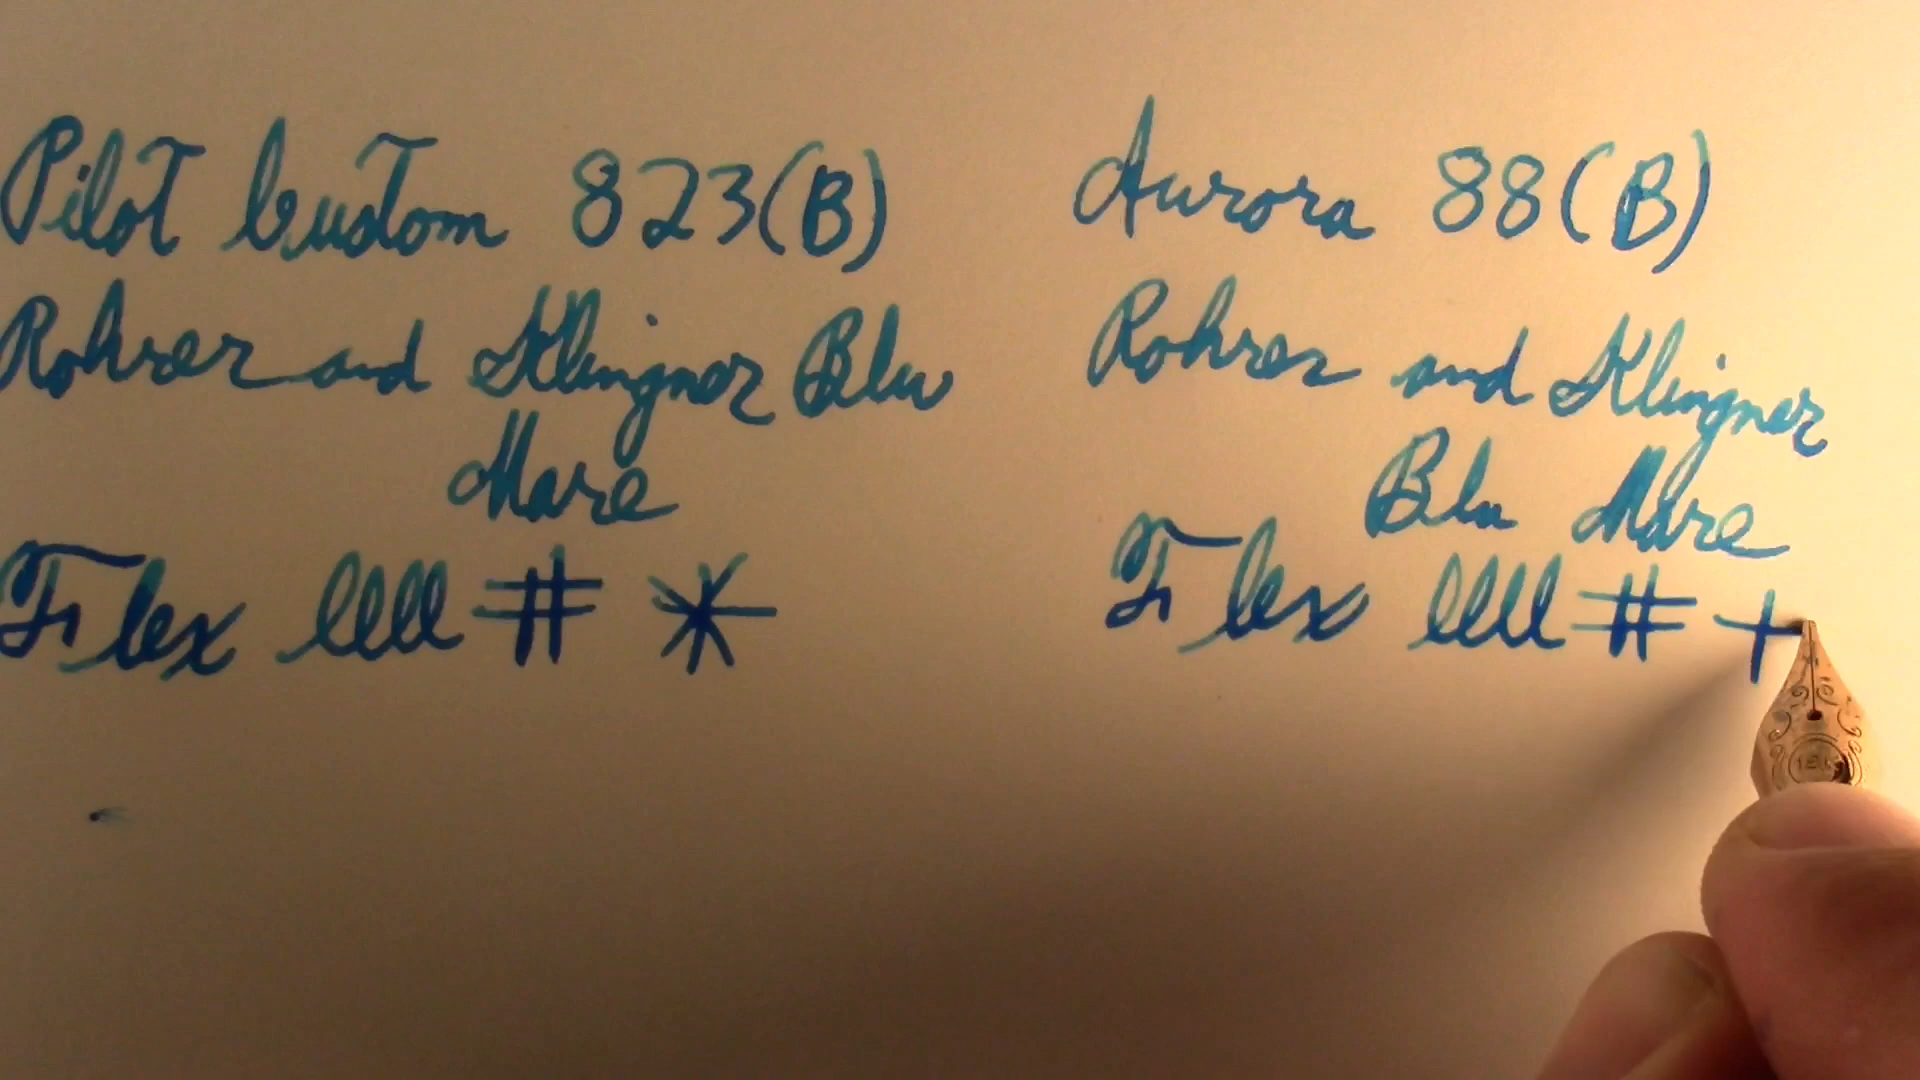 Pilot Custom 823(B)
Rohrer and Klingner Blu
Mare
Flex llll # *
Aurora 88(B)
Rohrer and Klingner
Blu Mare
Flex llll # +